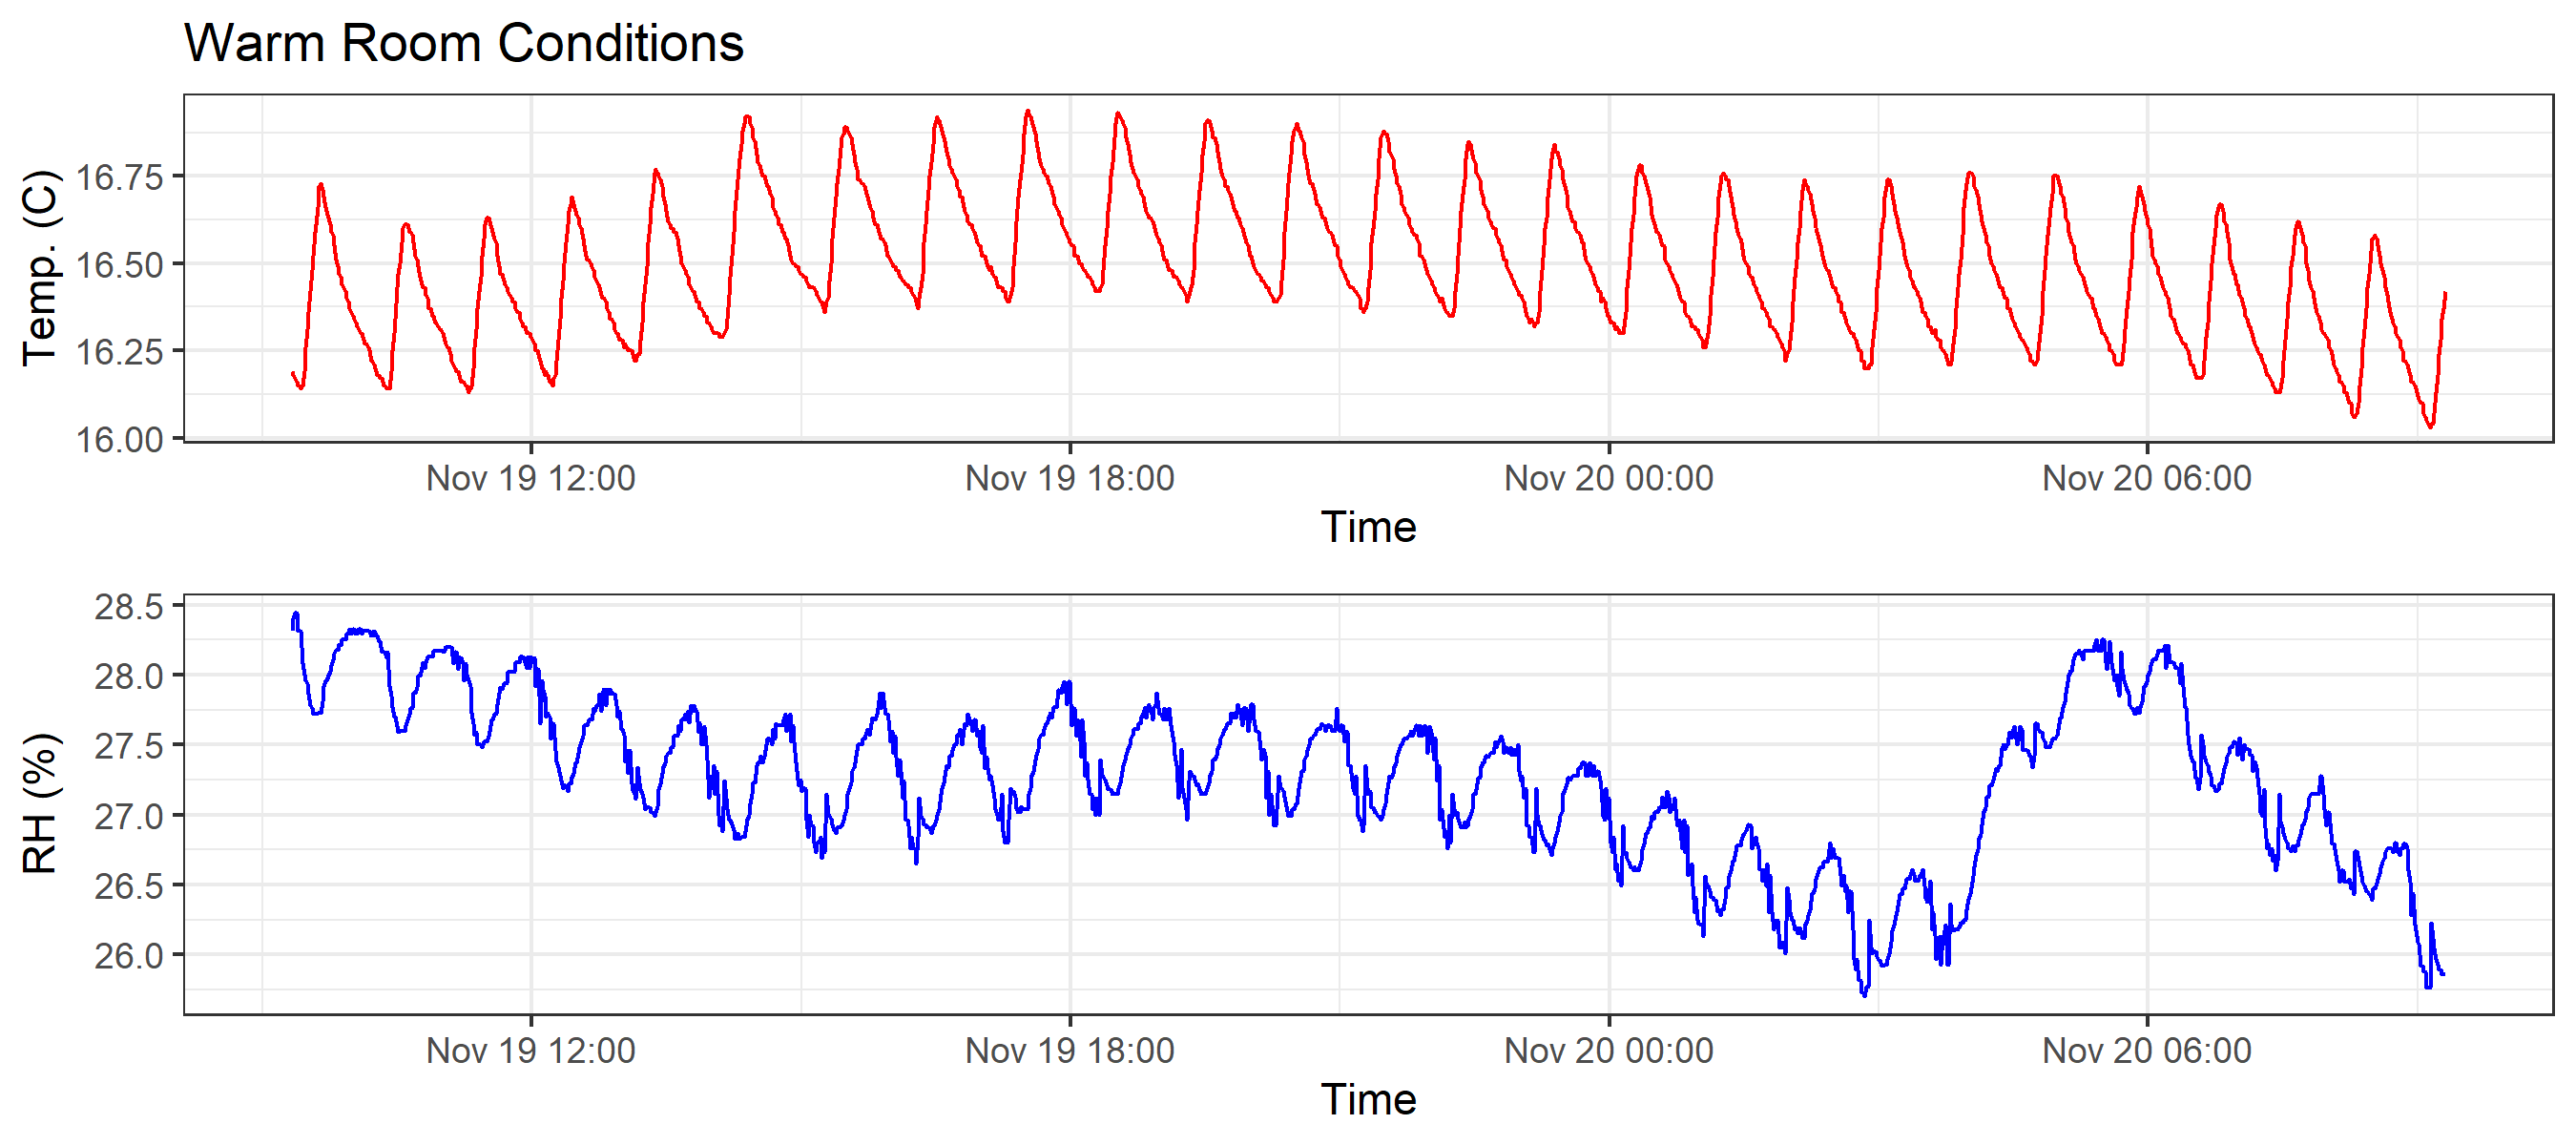 Warm Room Conditions
Temp. (C)
16.75
16.50
16.25
16.00
Nov 19 12:00 Nov 19 18:00 Nov 20 00:00 Nov 20 06:00
Time
RH (%)
28.5
28.0
27.5
27.0
26.5
26.0
Nov 19 12:00 Nov 19 18:00 Nov 20 00:00 Nov 20 06:00
Time